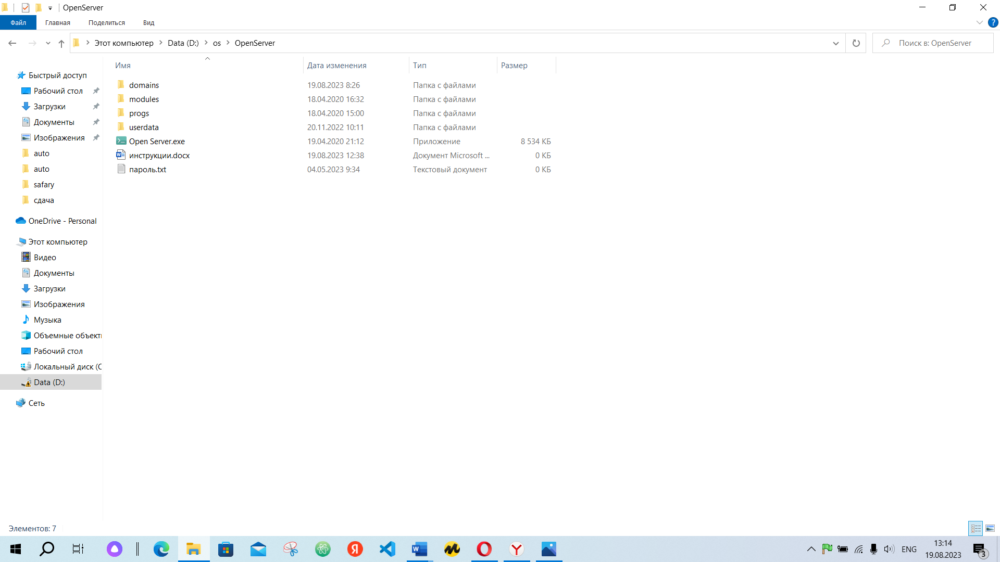 OpenServer
Файл Главная Поделиться Вид
Этот компьютер Data (D:) os OpenServer Поиск в: OpenServer
Имя Дата изменения Тип Размер
domains 19.08.2023 8:26 Папка с файлами
modules 18.04.2020 16:32 Папка с файлами
progs 18.04.2020 15:00 Папка с файлами
userdata 20.11.2022 10:11 Папка с файлами
Open Server.exe 19.04.2020 21:12 Приложение 8 534 КБ
инструкции.docx 19.08.2023 12:38 Документ Microsoft ... 0 КБ
пароль.txt 04.05.2023 9:34 Текстовый документ 0 КБ
Быстрый доступ
Рабочий стол
Загрузки
Документы
Изображения
auto
auto
safary
сдача
OneDrive - Personal
Этот компьютер
Видео
Документы
Загрузки
Изображения
Музыка
Объемные объект
Рабочий стол
Локальный диск (C
Data (D:)
Сеть
Элементов: 7
ENG
13:14
19.08.2023
3